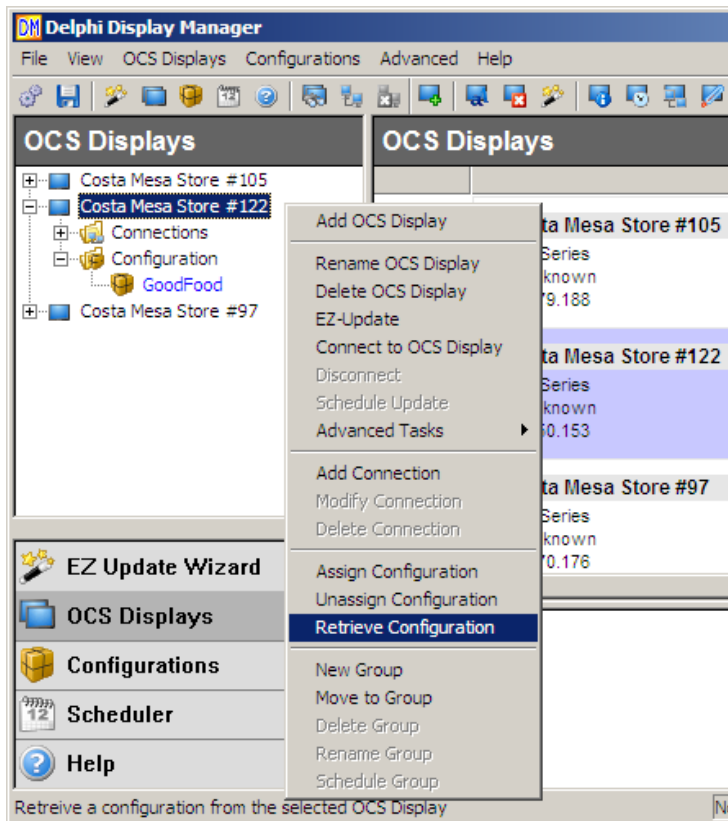 DM Delphi Display Manager
File View OCS Displays Configurations Advanced Help
OCS Displays
Costa Mesa Store #105
Costa Mesa Store #122
Connections
Configuration
GoodFood
Costa Mesa Store #97
EZ Update Wizard
OCS Displays
Configurations
12 Scheduler
Help
Add OCS Display
Rename OCS Display
Delete OCS Display
EZ-Update
Connect to OCS Display
Disconnect
Schedule Update
Advanced Tasks
Add Connection
Modify Connection
Delete Connection
Assign Configuration
Unassign Configuration
Retrieve Configuration
New Group
Move to Group
Delete Group
Rename Group
Schedule Group
OCS Displays
ta Mesa Store #105
Series
known
79.188
ta Mesa Store #122
Series
known
50.153
ta Mesa Store #97
Series
known
70.176
Retreive a configuration from the selected OCS Display